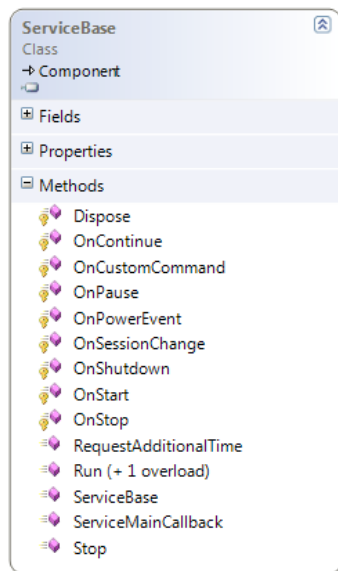 ServiceBase
Class
Component
Fields
Properties
Methods
Dispose
OnContinue
OnCustomCommand
OnPause
OnPowerEvent
OnSessionChange
OnShutdown
OnStart
OnStop
RequestAdditionalTime
Run (+ 1 overload)
ServiceBase
ServiceMainCallback
Stop